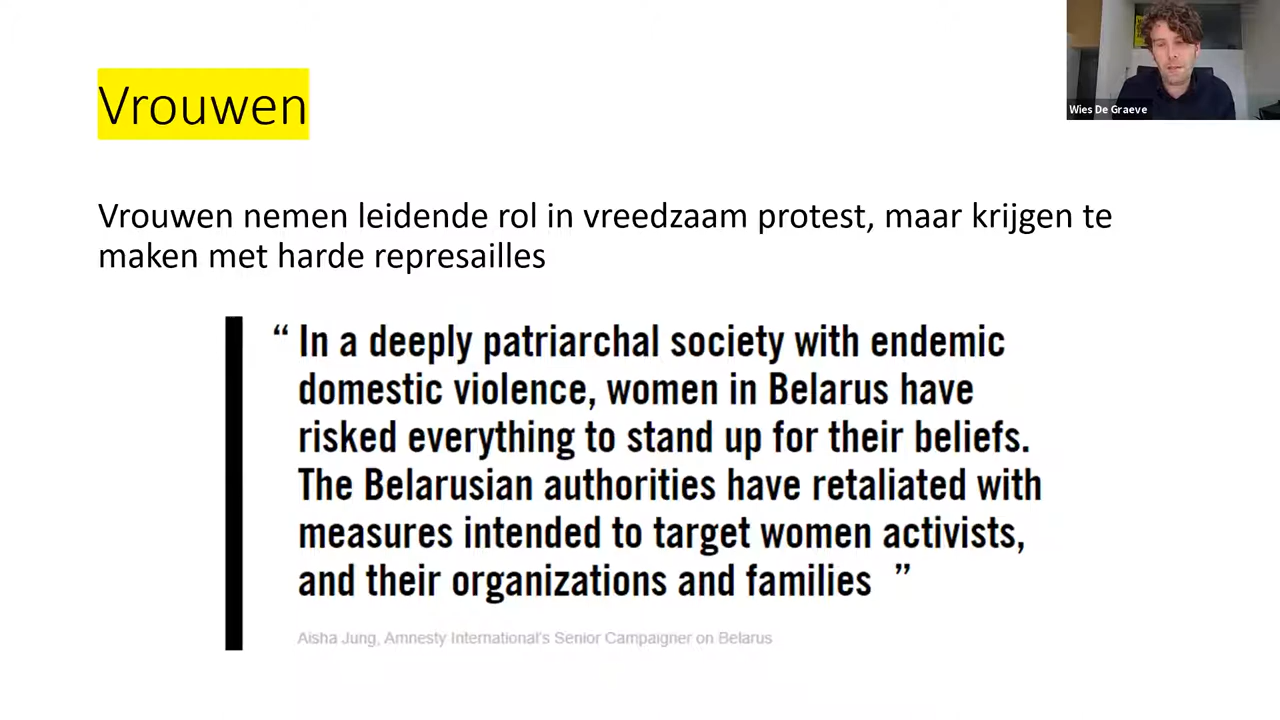 Vrouwen
Wies De Graeve
Vrouwen nemen leidende rol in vreedzaam protest, maar krijgen te
maken met harde represailles
“ In a deeply patriarchal society with endemic
domestic violence, women in Belarus have
risked everything to stand up for their beliefs.
The Belarusian authorities have retaliated with
measures intended to target women activists,
and their organizations and families ”
Aisha Jung, Amnesty International's Senior Campaigner on Belarus